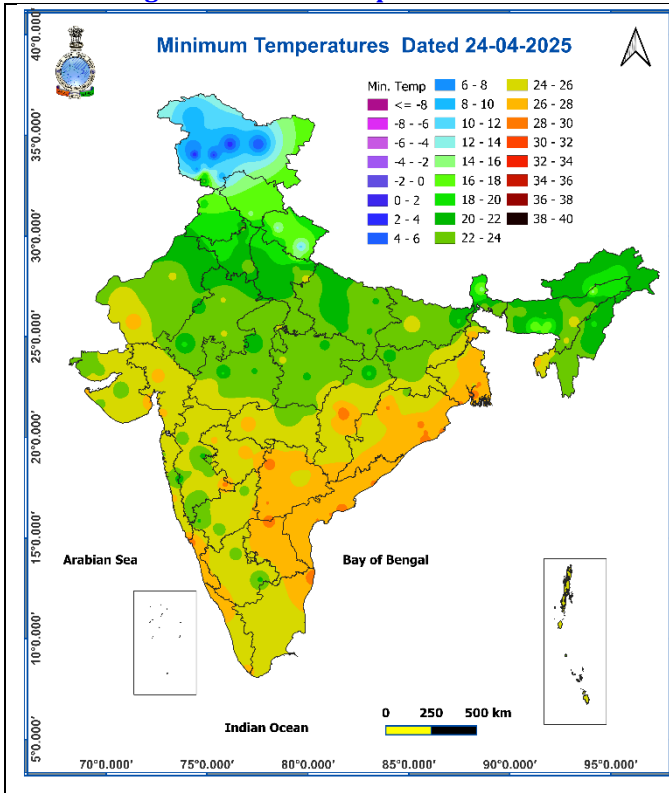 Minimum Temperatures Dated 24-04-2025
Min. Temp
<= -8
-8 - -6
-6 - -4
-4 - -2
-2 - 0
0 - 2
2 - 4
4 - 6
6 - 8
8 - 10
10 - 12
12 - 14
14 - 16
16 - 18
18 - 20
20 - 22
22 - 24
24 - 26
26 - 28
28 - 30
30 - 32
32 - 34
34 - 36
36 - 38
38 - 40
40°0.000'
35°0.000'
30°0.000'
25°0.000'
20°0.000'
15°0.000'
10°0.000'
5°0.000'
Arabian Sea
Bay of Bengal
Indian Ocean
0 250 500 km
70°0.000' 75°0.000' 80°0.000' 85°0.000' 90°0.000' 95°0.000'